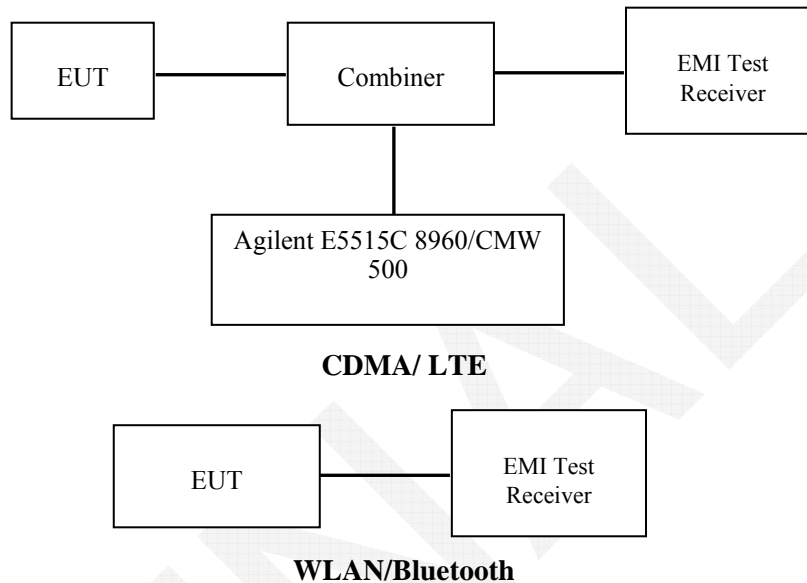 EUT
Combiner
EMI Test
Receiver
Agilent E5515C 8960/CMW
500
CDMA/ LTE
EUT
EMI Test
Receiver
WLAN/Bluetooth